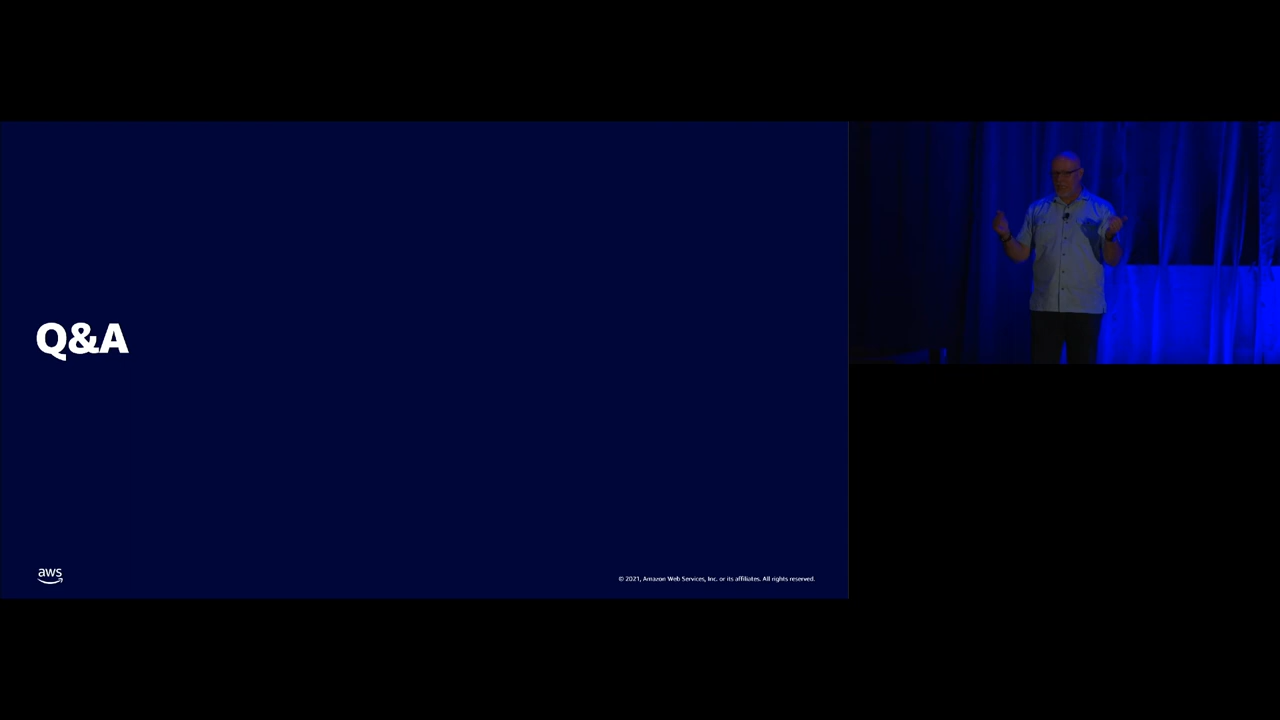 Q&A
aws
© 2021, Amazon Web Services, Inc. or its affiliates. All rights reserved.